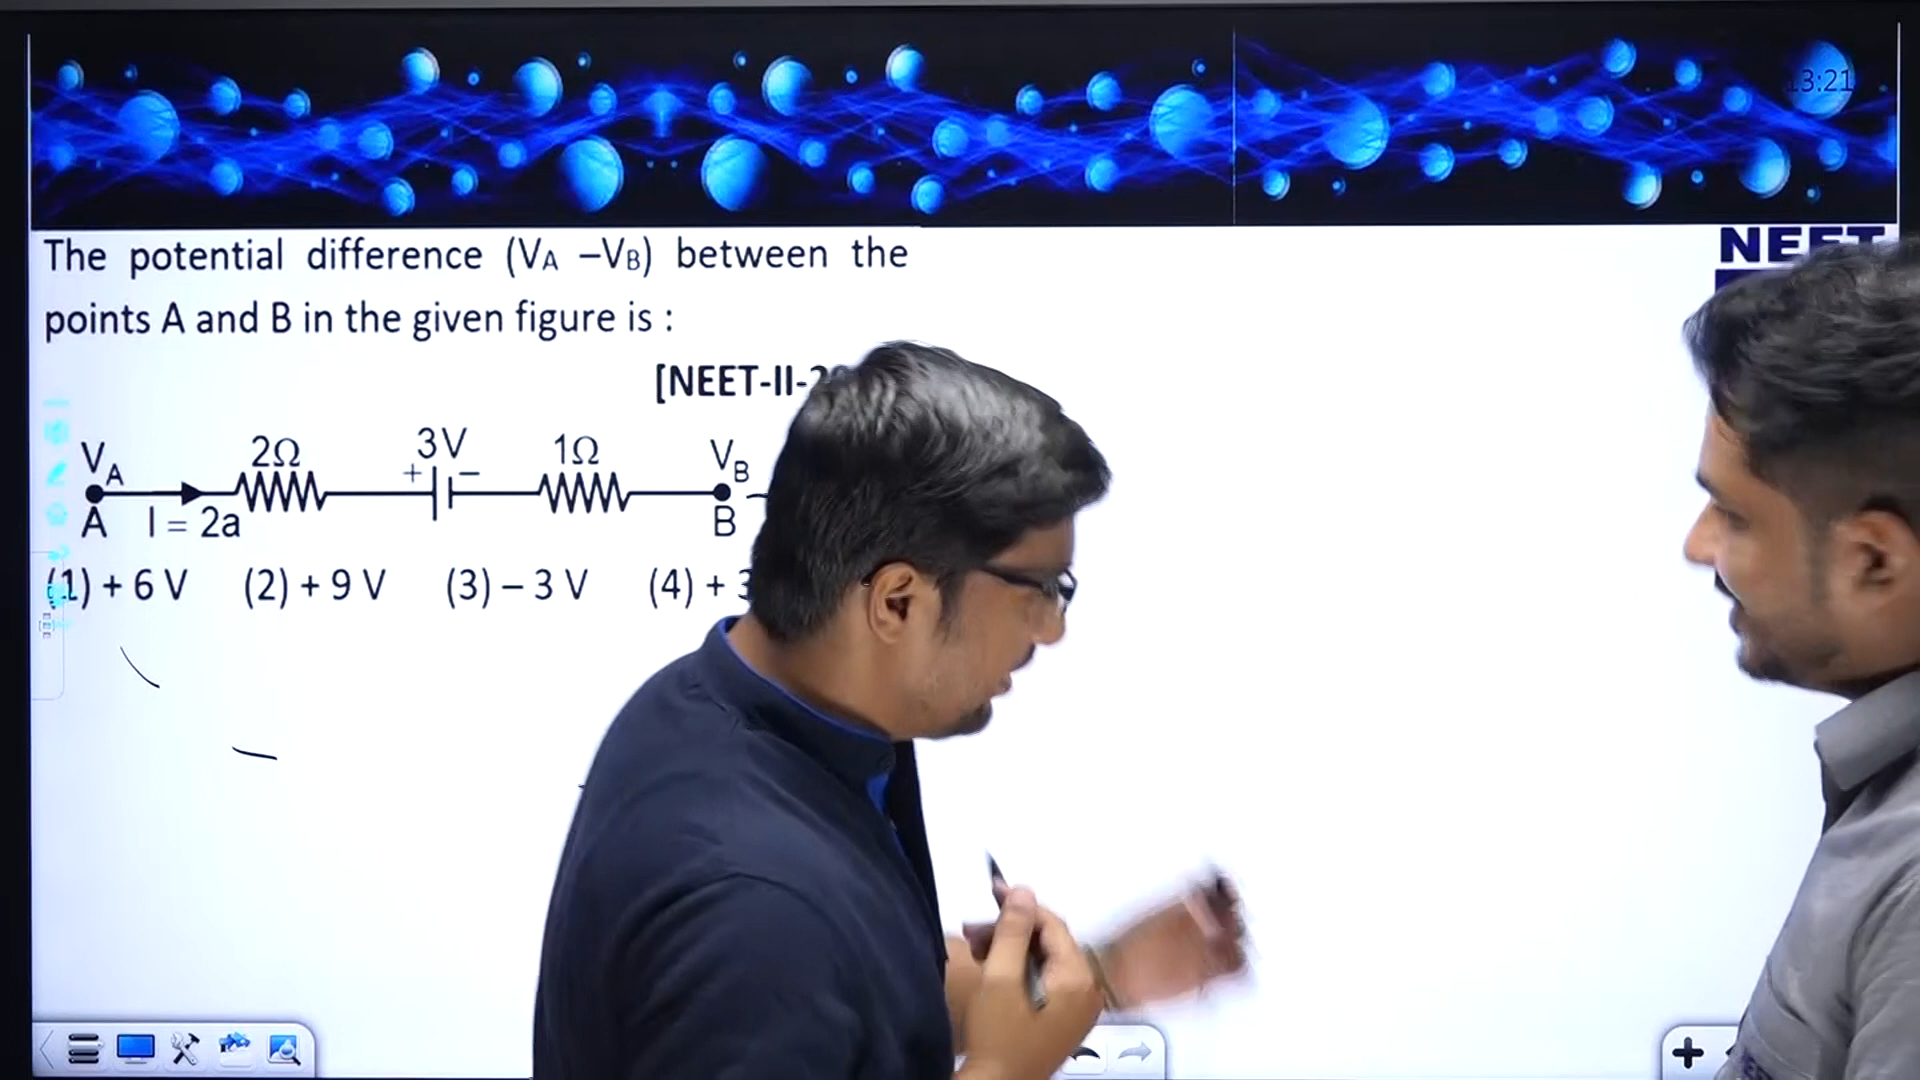 13:21
The potential difference (VA –VB) between the
NEET
points A and B in the given figure is :
[NEET-II-
VA 2Ω 3V 1Ω VB
+ –
A I = 2a B
(1) + 6 V (2) + 9 V (3) – 3 V (4) + 3